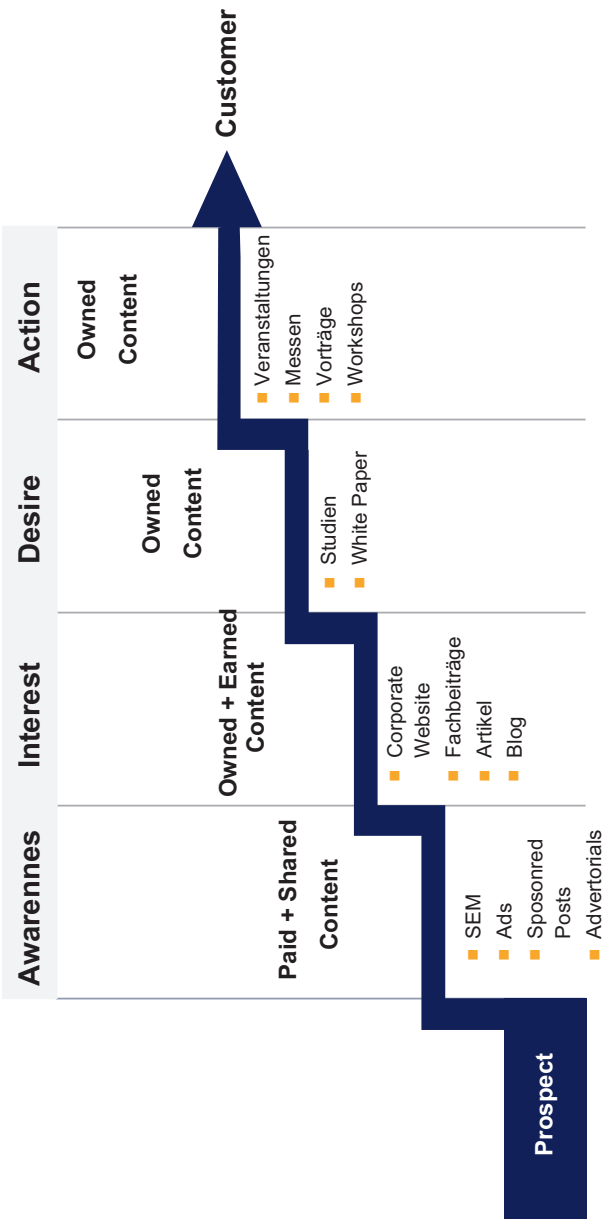 Awarennes
Interest
Desire
Action
Paid + Shared
Content
Owned + Earned
Content
Owned
Content
Owned
Content
Prospect
SEM
Ads
Sposonred
Posts
Advertorials
Corporate
Website
Fachbeiträge
Artikel
Blog
Studien
White Paper
Veranstaltungen
Messen
Vorträge
Workshops
Customer